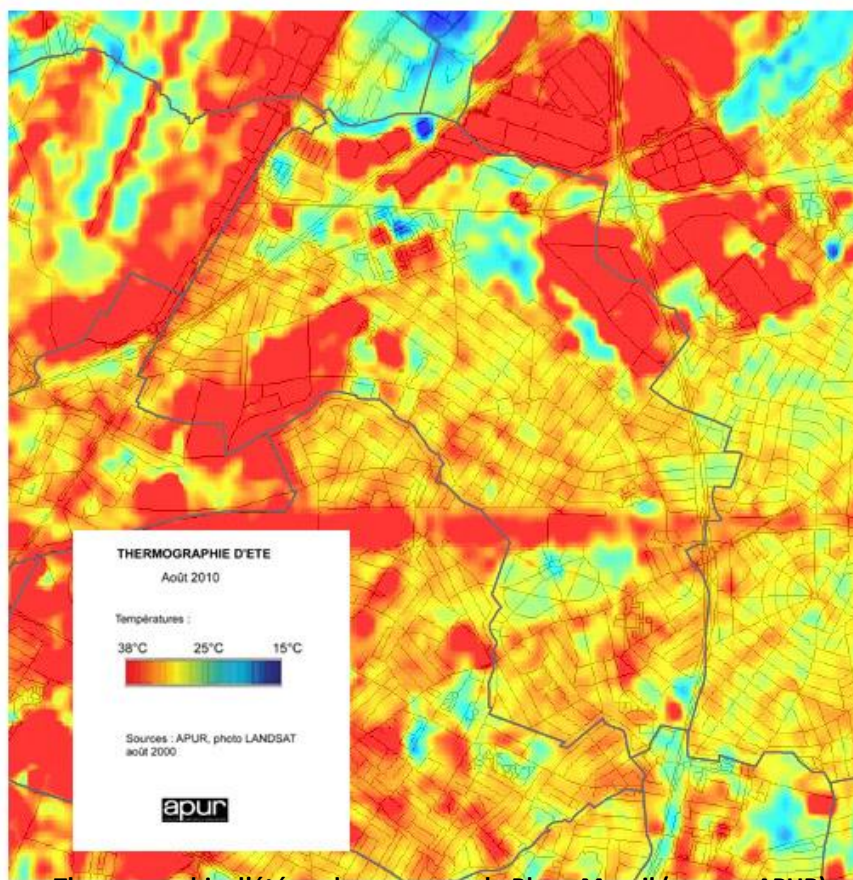 THERMOGRAPHIE D'ETE
Août 2010
Températures :
38°C 25°C 15°C
Sources : APUR, photo LANDSAT
août 2000
apur